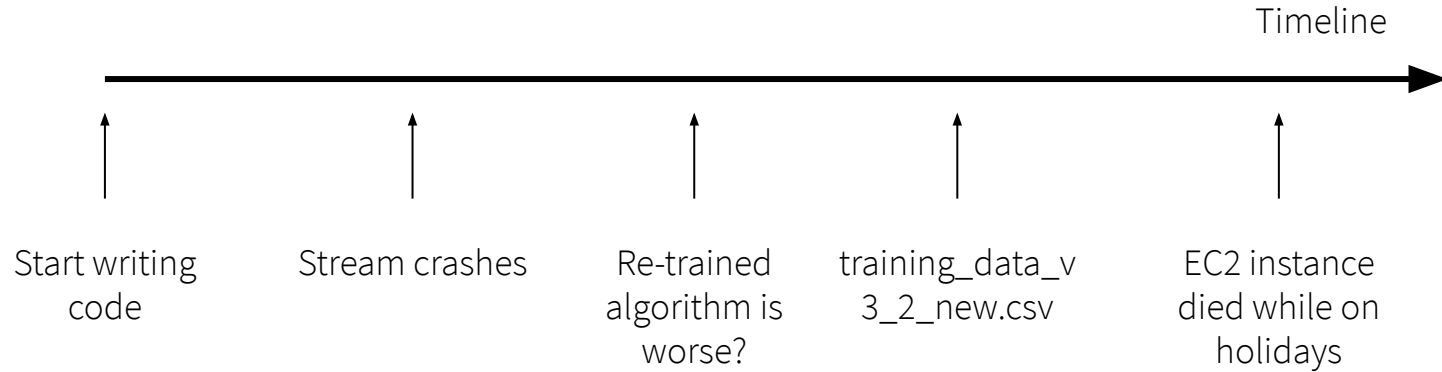 Timeline
Start writing
code
Stream crashes
Re-trained
algorithm is
worse?
training_data_v
3_2_new.csv
EC2 instance
died while on
holidays